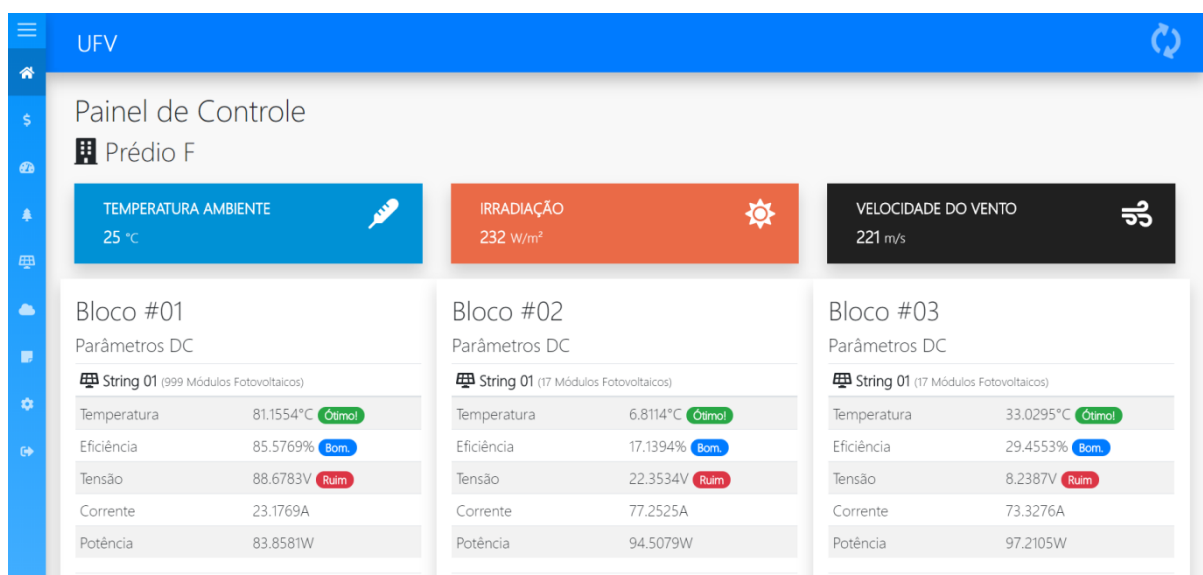 UFV
Painel de Controle
Prédio F
TEMPERATURA AMBIENTE
25 °C
IRRADIAÇÃO
232 W/m²
VELOCIDADE DO VENTO
221 m/s
Bloco #01
Parâmetros DC
String 01 (999 Módulos Fotovoltaicos)
Temperatura 81.1554°C Ótimo!
Eficiência 85.5769% Bom.
Tensão 88.6783V Ruim
Corrente 23.1769A
Potência 83.8581W
Bloco #02
Parâmetros DC
String 01 (17 Módulos Fotovoltaicos)
Temperatura 6.8114°C Ótimo!
Eficiência 17.1394% Bom.
Tensão 22.3534V Ruim
Corrente 77.2525A
Potência 94.5079W
Bloco #03
Parâmetros DC
String 01 (17 Módulos Fotovoltaicos)
Temperatura 33.0295°C Ótimo!
Eficiência 29.4553% Bom.
Tensão 8.2387V Ruim
Corrente 73.3276A
Potência 97.2105W